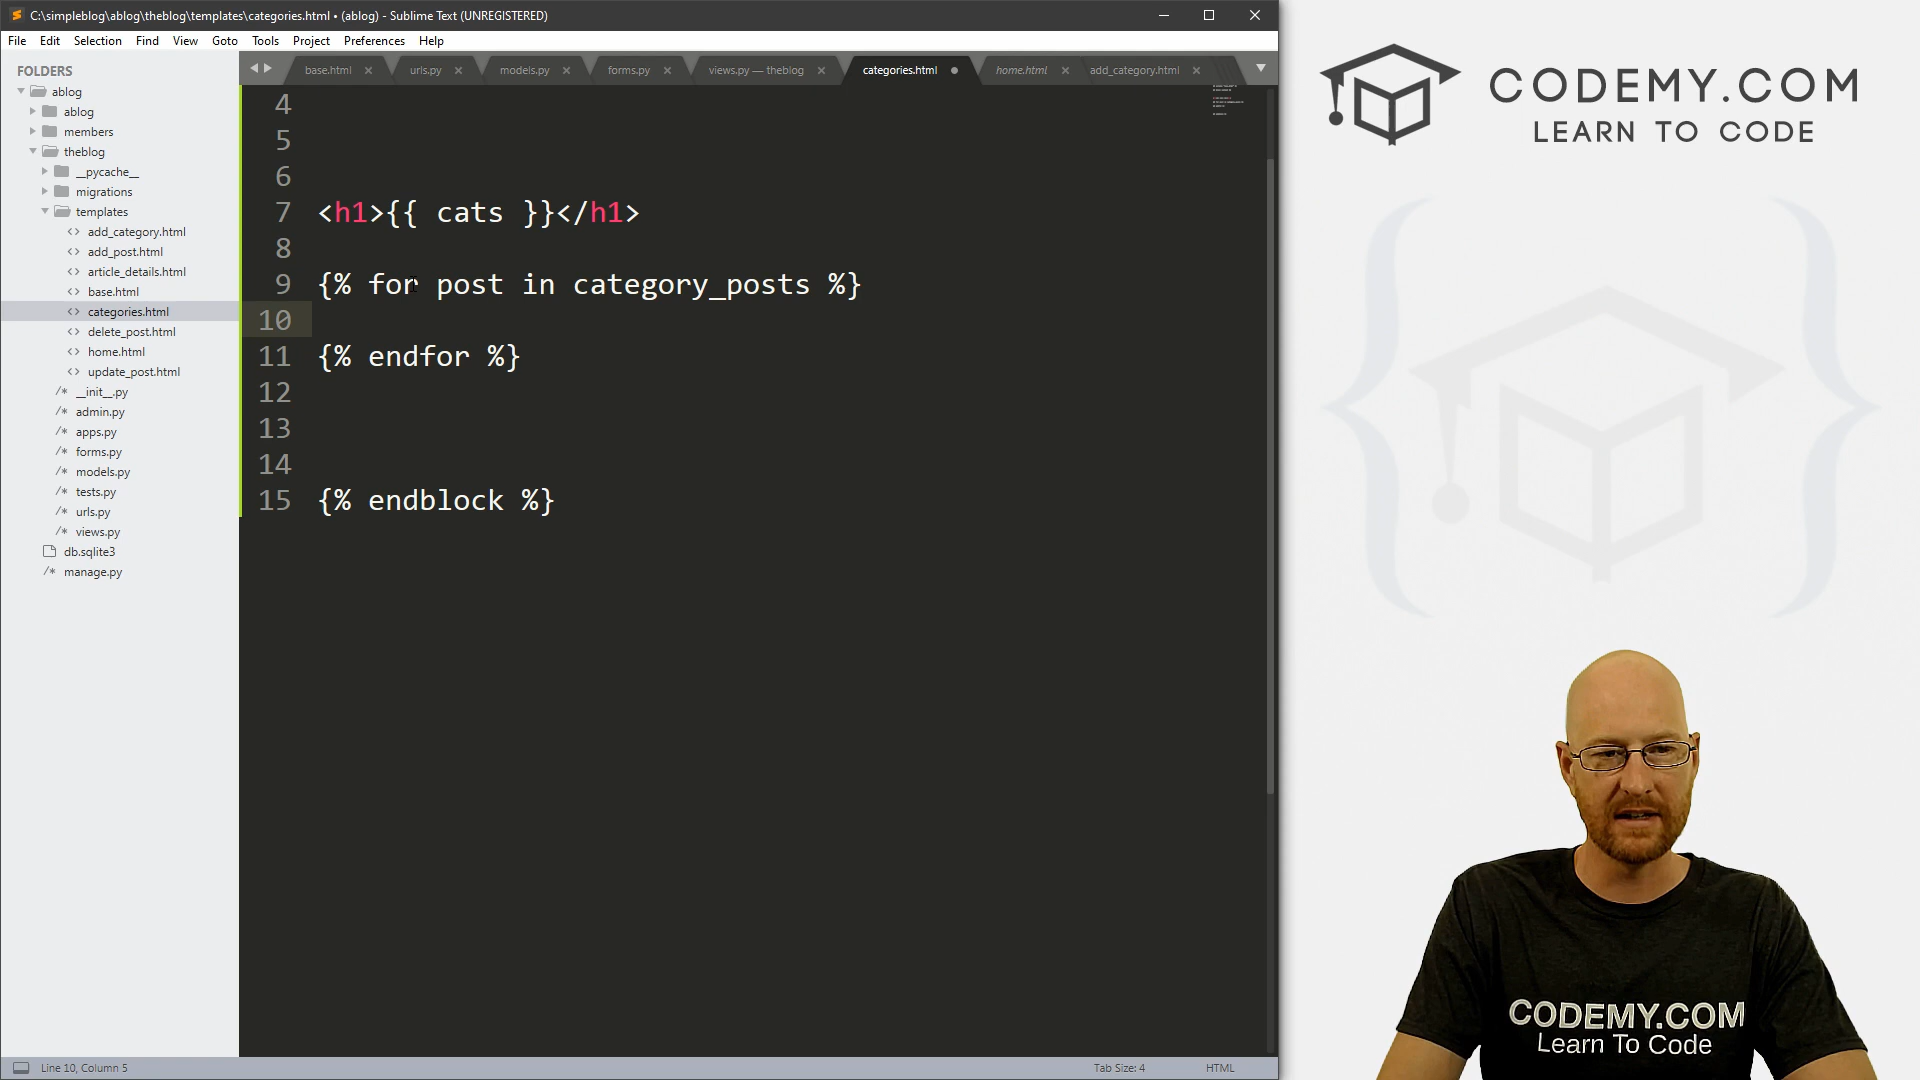 C:\simpleblog\ablog\theblog\templates\categories.html • (ablog) - Sublime Text (UNREGISTERED)
File Edit Selection Find View Goto Tools Project Preferences Help
FOLDERS
ablog
ablog
members
theblog
__pycache__
migrations
templates
add_category.html
add_post.html
article_details.html
base.html
categories.html
delete_post.html
home.html
update_post.html
__init__.py
admin.py
apps.py
forms.py
models.py
tests.py
urls.py
views.py
db.sqlite3
manage.py
base.html urls.py models.py forms.py views.py — theblog categories.html home.html add_category.html
4
5
6
7 <h1>{{ cats }}</h1>
8
9 {% for post in category_posts %}
10
11 {% endfor %}
12
13
14
15 {% endblock %}
Line 10, Column 5
Tab Size: 4
HTML
CODEMY.COM
LEARN TO CODE
CODEMY.COM
Learn To Code